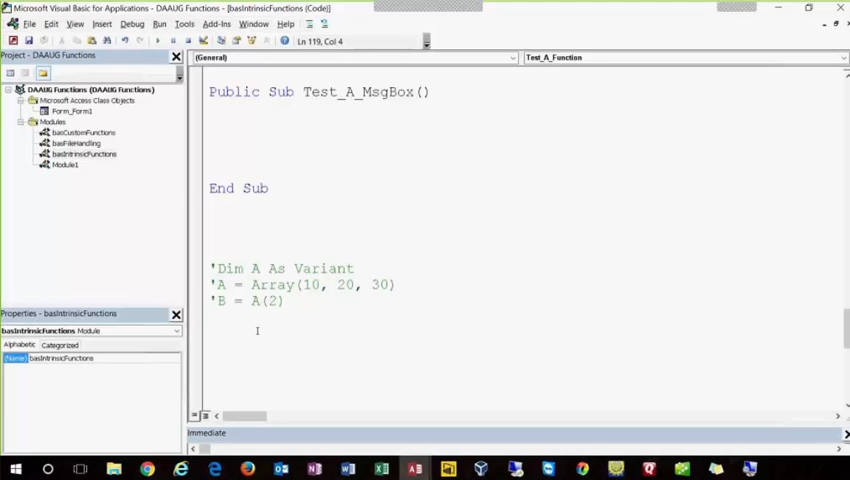 Microsoft Visual Basic for Applications - DAAUG Functions - [basIntrinsicFunctions (Code)]
File Edit View Insert Debug Run Tools Add-Ins Window Help
Ln 119, Col 4
Project - DAAUG Functions
(General)
Test_A_Function
DAAUG Functions (DAAUG Functions)
Microsoft Access Class Objects
Form_Form1
Modules
basCustomFunctions
basFileHandling
basIntrinsicFunctions
Module1
Public Sub Test_A_MsgBox()
End Sub
'Dim A As Variant
'A = Array(10, 20, 30)
'B = A(2)
Properties - basIntrinsicFunctions
basIntrinsicFunctions Module
Alphabetic Categorized
(Name) basIntrinsicFunctions
Immediate